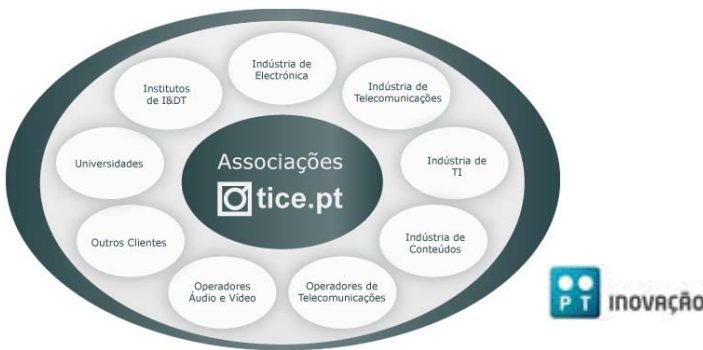 Indústria de
Electrónica
Indústria de
Telecomunicações
Indústria de
TI
Indústria de
Conteúdos
Operadores de
Telecomunicações
Operadores
Áudio e Vídeo
Outros Clientes
Universidades
Institutos
de I&DT
Associações
tice.pt
PT INOVAÇÃO